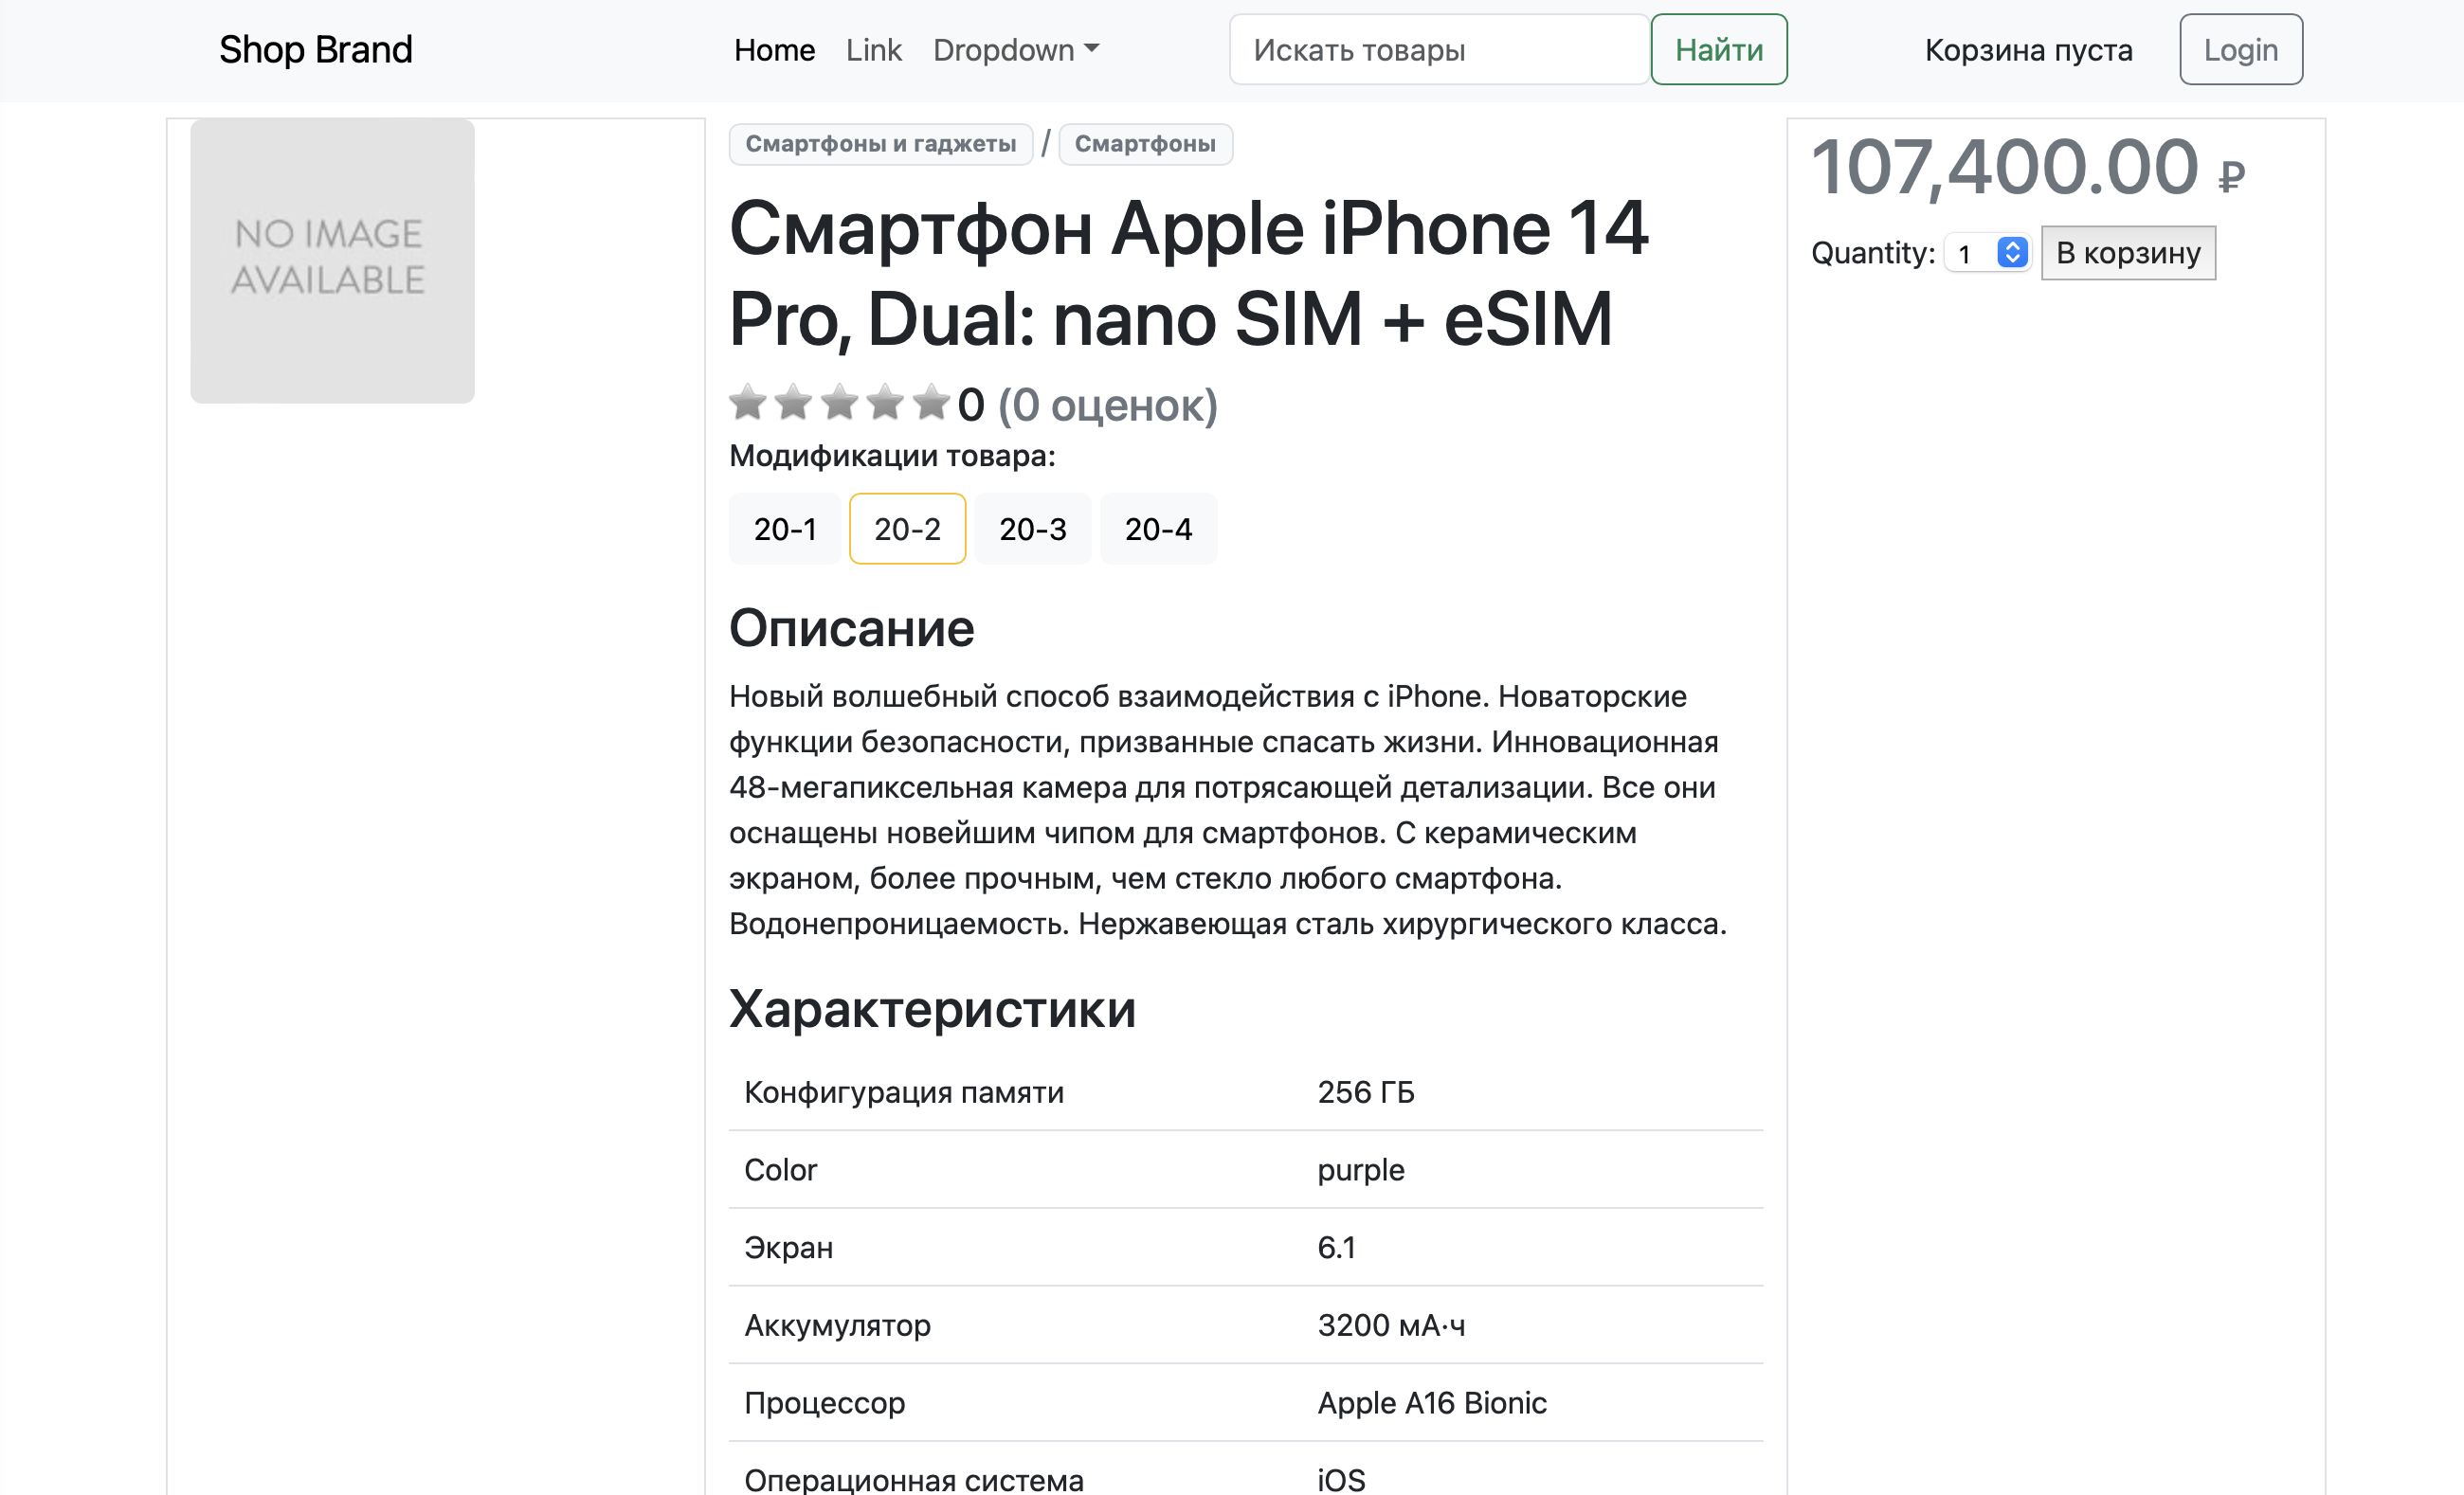 Shop Brand
Home Link Dropdown
Искать товары Найти
Корзина пуста Login
NO IMAGE
AVAILABLE
Смартфоны и гаджеты / Смартфоны
Смартфон Apple iPhone 14
Pro, Dual: nano SIM + eSIM
0 (0 оценок)
Модификации товара:
20-1 20-2 20-3 20-4
Описание
Новый волшебный способ взаимодействия с iPhone. Новаторские
функции безопасности, призванные спасать жизни. Инновационная
48-мегапиксельная камера для потрясающей детализации. Все они
оснащены новейшим чипом для смартфонов. С керамическим
экраном, более прочным, чем стекло любого смартфона.
Водонепроницаемость. Нержавеющая сталь хирургического класса.
Характеристики
Конфигурация памяти 256 ГБ
Color purple
Экран 6.1
Аккумулятор 3200 мА·ч
Процессор Apple A16 Bionic
Операционная система iOS
107,400.00 ₽
Quantity: 1 В корзину